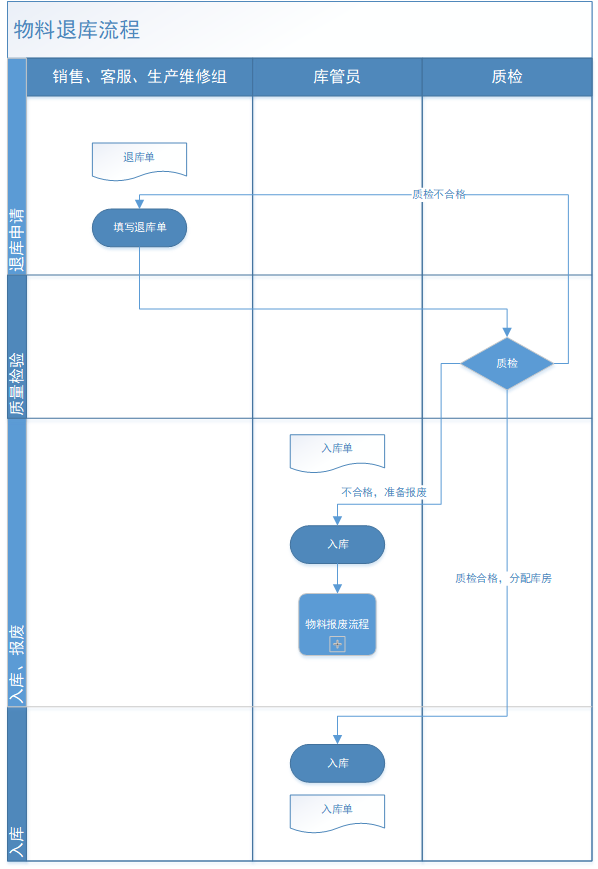 物料退库流程
销售、客服、生产维修组
库管员
质检
退库申请
退库单
质检不合格
填写退库单
质量检验
质检
入库、报废
入库单
不合格，准备报废
入库
质检合格，分配库房
物料报废流程
入库
入库
入库单